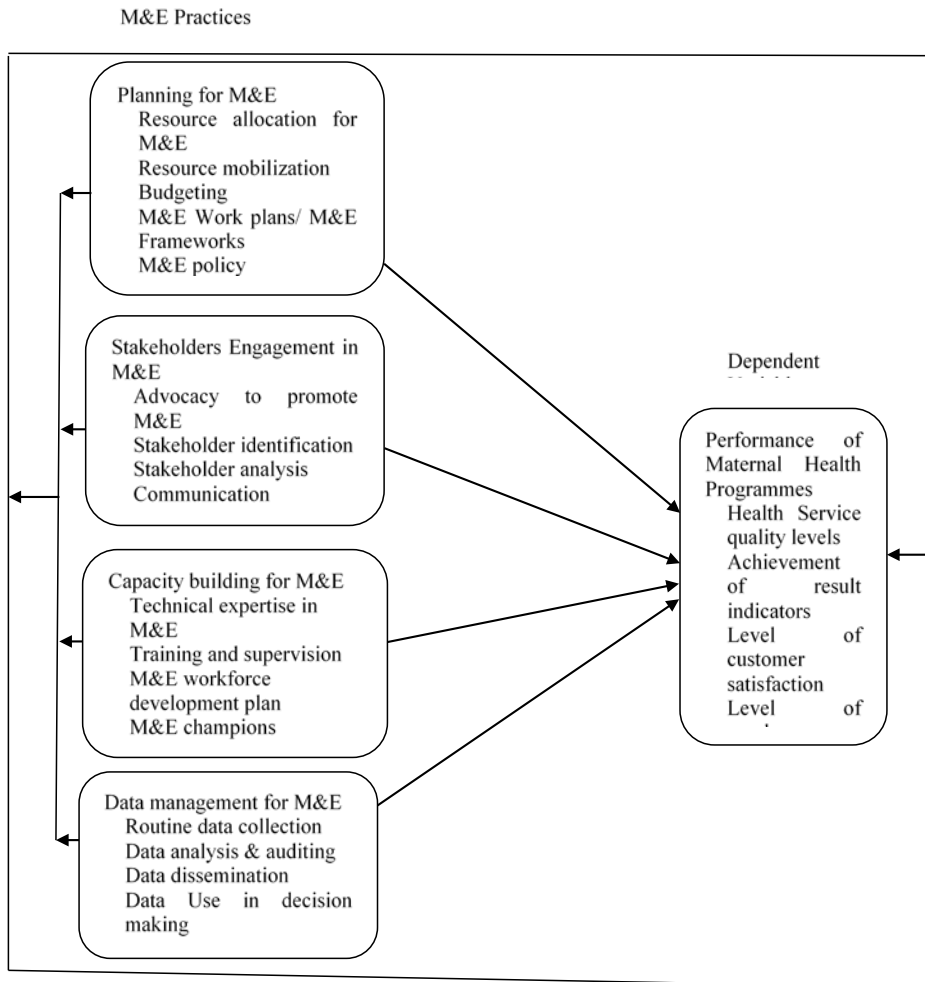 M&E Practices
Planning for M&E
Resource allocation for
M&E
Resource mobilization
Budgeting
M&E Work plans/ M&E
Frameworks
M&E policy
Stakeholders Engagement in
M&E
Advocacy to promote
M&E
Stakeholder identification
Stakeholder analysis
Communication
Capacity building for M&E
Technical expertise in
M&E
Training and supervision
M&E workforce
development plan
M&E champions
Data management for M&E
Routine data collection
Data analysis & auditing
Data dissemination
Data Use in decision
making
Dependent
Performance of
Maternal Health
Programmes
Health Service
quality levels
Achievement
of result
indicators
Level of
customer
satisfaction
Level of